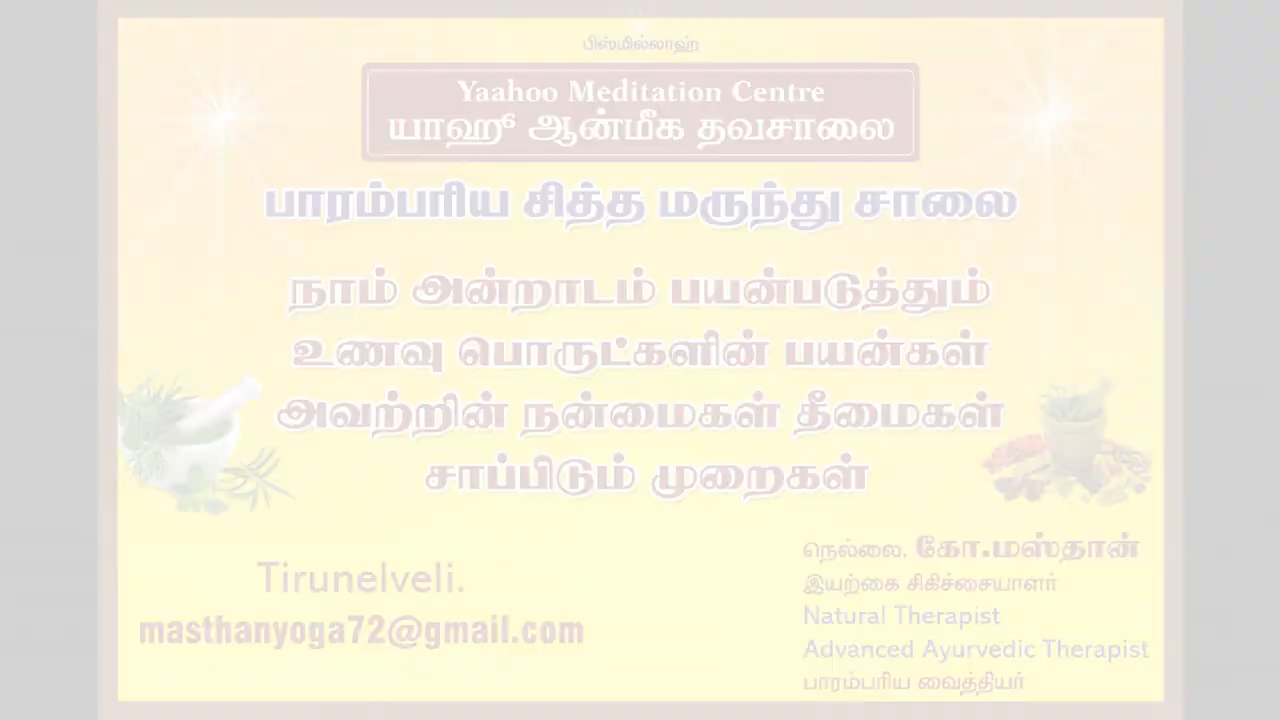 பிஸ்மில்லாஹ்
Yaahoo Meditation Centre
யாஹூ ஆன்மீக தவசாலை
பாரம்பரிய சித்த மருந்து சாலை
நாம் அன்றாடம் பயன்படுத்தும்
உணவு பொருட்களின் பயன்கள்
அவற்றின் நன்மைகள் தீமைகள்
சாப்பிடும் முறைகள்
Tirunelveli.
masthanyoga72@gmail.com
நெல்லை. கோ.மஸ்தான்
இயற்கை சிகிச்சையாளர்
Natural Therapist
Advanced Ayurvedic Therapist
பாரம்பரிய வைத்தியர்